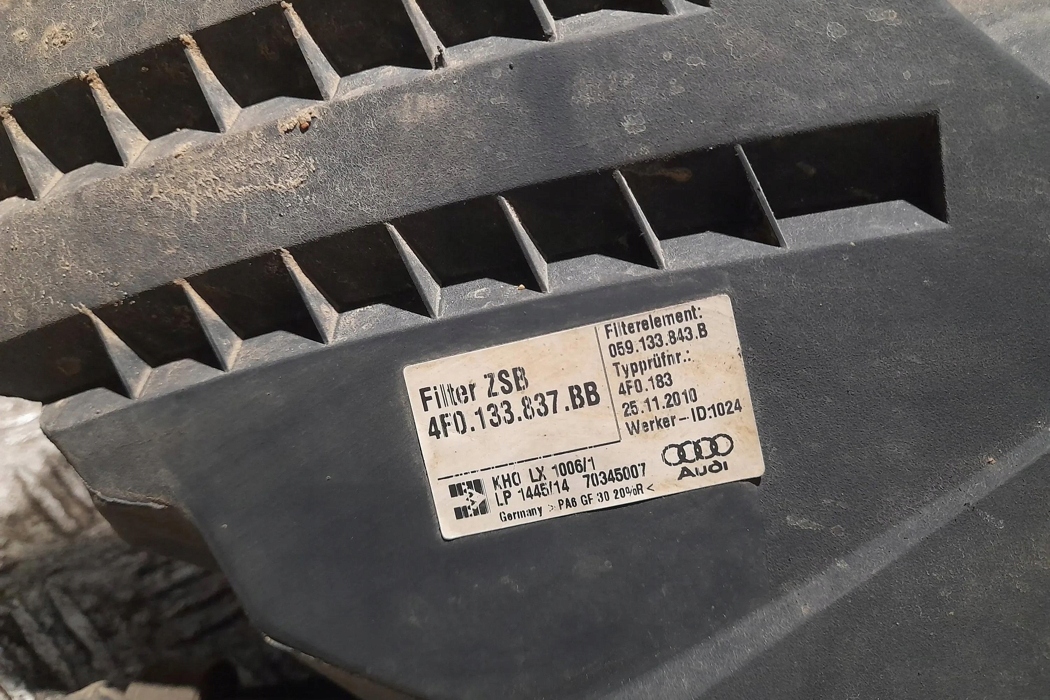 Filter ZSB
4F0.133.837.BB
Filterelement:
059.133.843.B
Typprüfnr.:
4F0.183
25.11.2010
Werker-ID:1024
KHO LX 1006/1
LP 1445/14 70345007
Germany >PA6 GF 30 20%R<
Audi